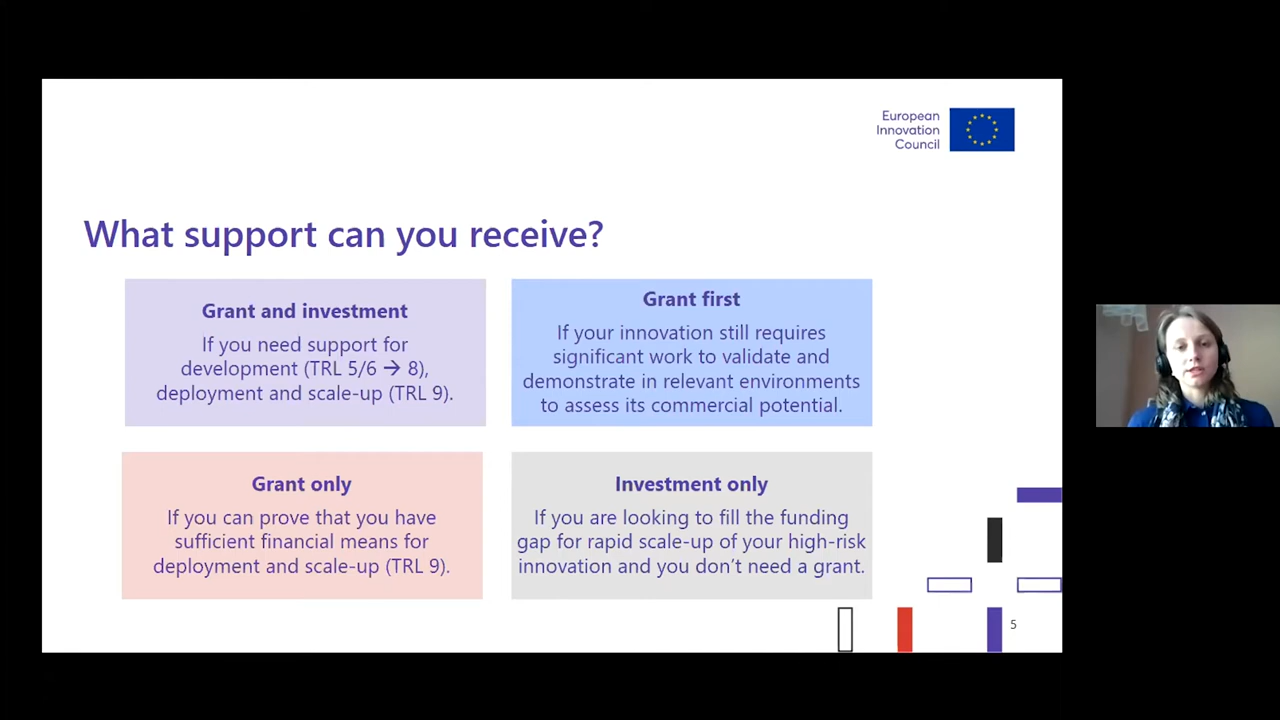 European
Innovation
Council
What support can you receive?
Grant and investment
If you need support for
development (TRL 5/6 → 8),
deployment and scale-up (TRL 9).
Grant first
If your innovation still requires
significant work to validate and
demonstrate in relevant environments
to assess its commercial potential.
Grant only
If you can prove that you have
sufficient financial means for
deployment and scale-up (TRL 9).
Investment only
If you are looking to fill the funding
gap for rapid scale-up of your high-risk
innovation and you don’t need a grant.
5